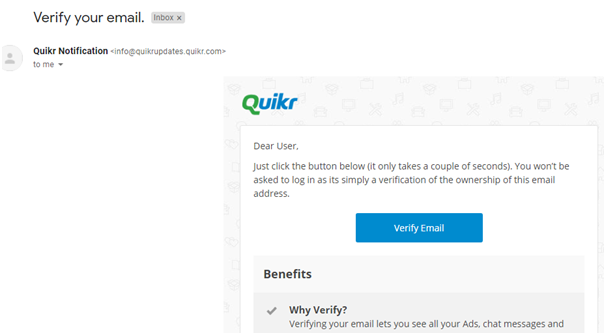 Verify your email. Inbox x
Quikr Notification <info@quikrupdates.quikr.com>
to me
Quikr
Dear User,
Just click the button below (it only takes a couple of seconds). You won't be
asked to log in as its simply a verification of the ownership of this email
address.
Verify Email
Benefits
Why Verify?
Verifying your email lets you see all your Ads, chat messages and